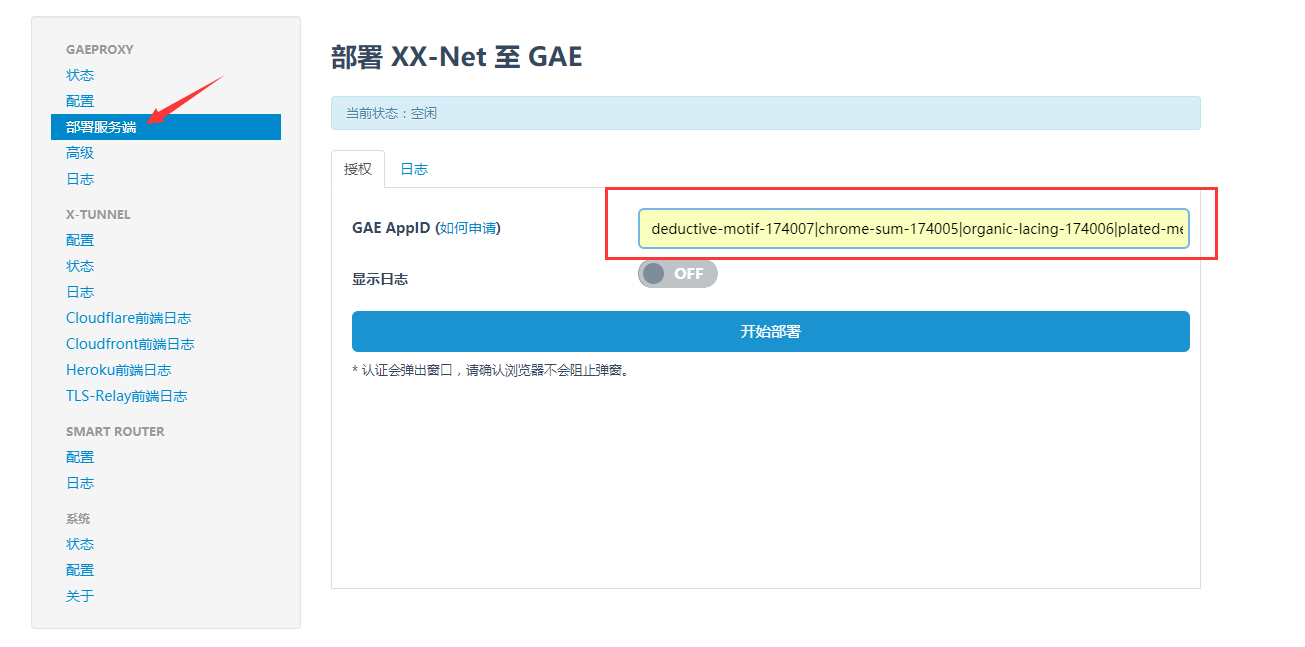 GAEPROXY
状态
配置
部署服务端
高级
日志
X-TUNNEL
配置
状态
日志
Cloudflare前端日志
Cloudfront前端日志
Heroku前端日志
TLS-Relay前端日志
SMART ROUTER
配置
日志
系统
状态
配置
关于
部署 XX-Net 至 GAE
当前状态：空闲
授权 日志
GAE AppID (如何申请) deductive-motif-174007|chrome-sum-174005|organic-lacing-174006|plated-me
显示日志 OFF
开始部署
* 认证会弹出窗口，请确认浏览器不会阻止弹窗。